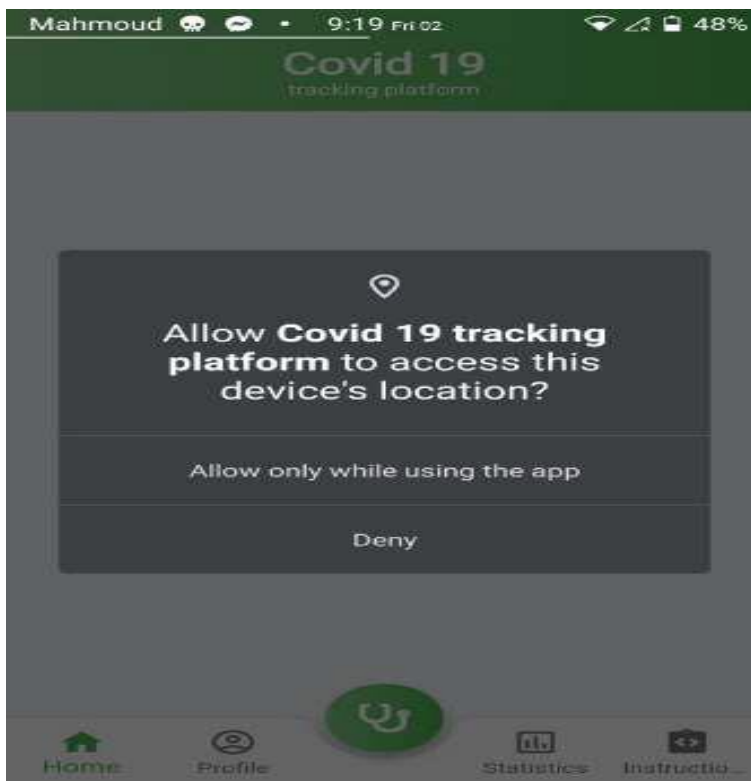 Mahmoud 9:19 Fri 02 48%
Covid 19
tracking platform
Allow Covid 19 tracking
platform to access this
device's location?
Allow only while using the app
Deny
Home Profile Statistics Instructio...